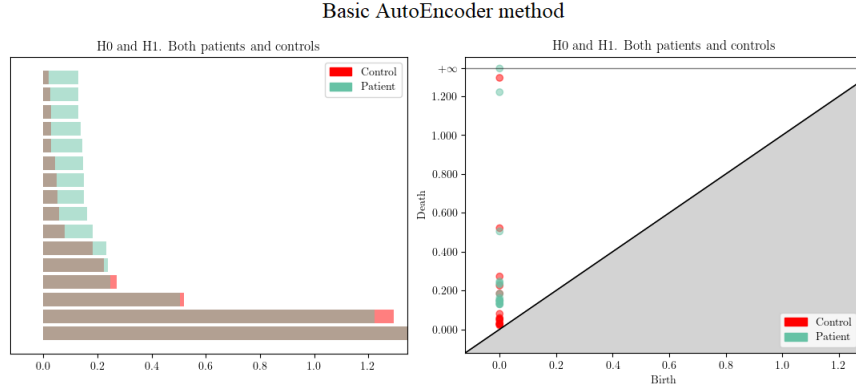 Basic AutoEncoder method
H0 and H1. Both patients and controls
Control
Patient
0.0 0.2 0.4 0.6 0.8 1.0 1.2
H0 and H1. Both patients and controls
+∞
1.200
1.000
0.800
0.600
0.400
0.200
0.000
Death
Control
Patient
0.0 0.2 0.4 0.6 0.8 1.0 1.2
Birth